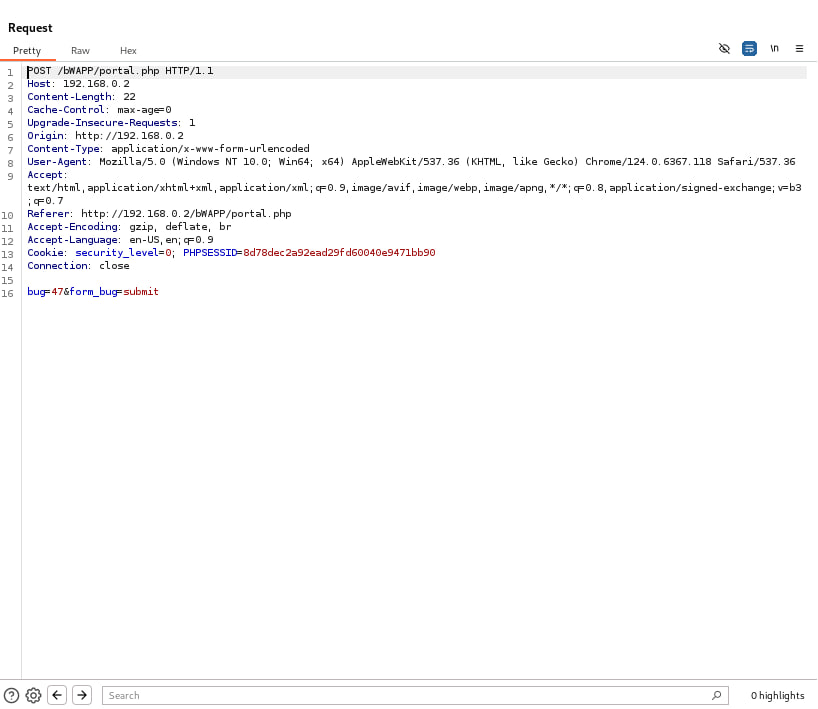 Request
Pretty Raw Hex
\n
1 POST /bWAPP/portal.php HTTP/1.1
2 Host: 192.168.0.2
3 Content-Length: 22
4 Cache-Control: max-age=0
5 Upgrade-Insecure-Requests: 1
6 Origin: http://192.168.0.2
7 Content-Type: application/x-www-form-urlencoded
8 User-Agent: Mozilla/5.0 (Windows NT 10.0; Win64; x64) AppleWebKit/537.36 (KHTML, like Gecko) Chrome/124.0.6367.118 Safari/537.36
9 Accept:
text/html,application/xhtml+xml,application/xml;q=0.9,image/avif,image/webp,image/apng,*/*;q=0.8,application/signed-exchange;v=b3
;q=0.7
10 Referer: http://192.168.0.2/bWAPP/portal.php
11 Accept-Encoding: gzip, deflate, br
12 Accept-Language: en-US,en;q=0.9
13 Cookie: security_level=0; PHPSESSID=8d78dec2a92ead29fd60040e9471bb90
14 Connection: close
15
16 bug=47&form_bug=submit
Search
0 highlights